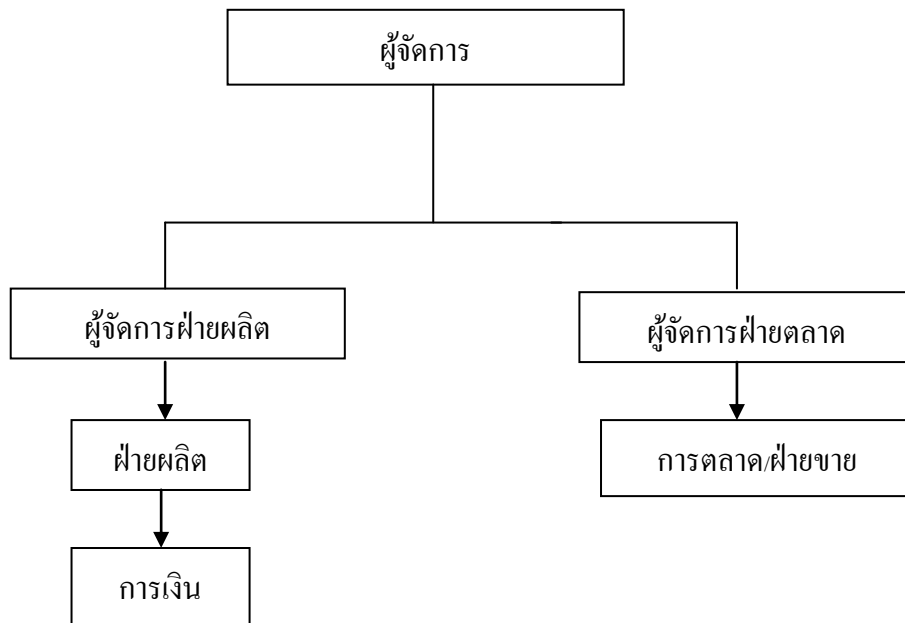 ผู้จัดการ
ผู้จัดการฝ่ายผลิต
ผู้จัดการฝ่ายตลาด
ฝ่ายผลิต
การตลาด/ฝ่ายขาย
การเงิน